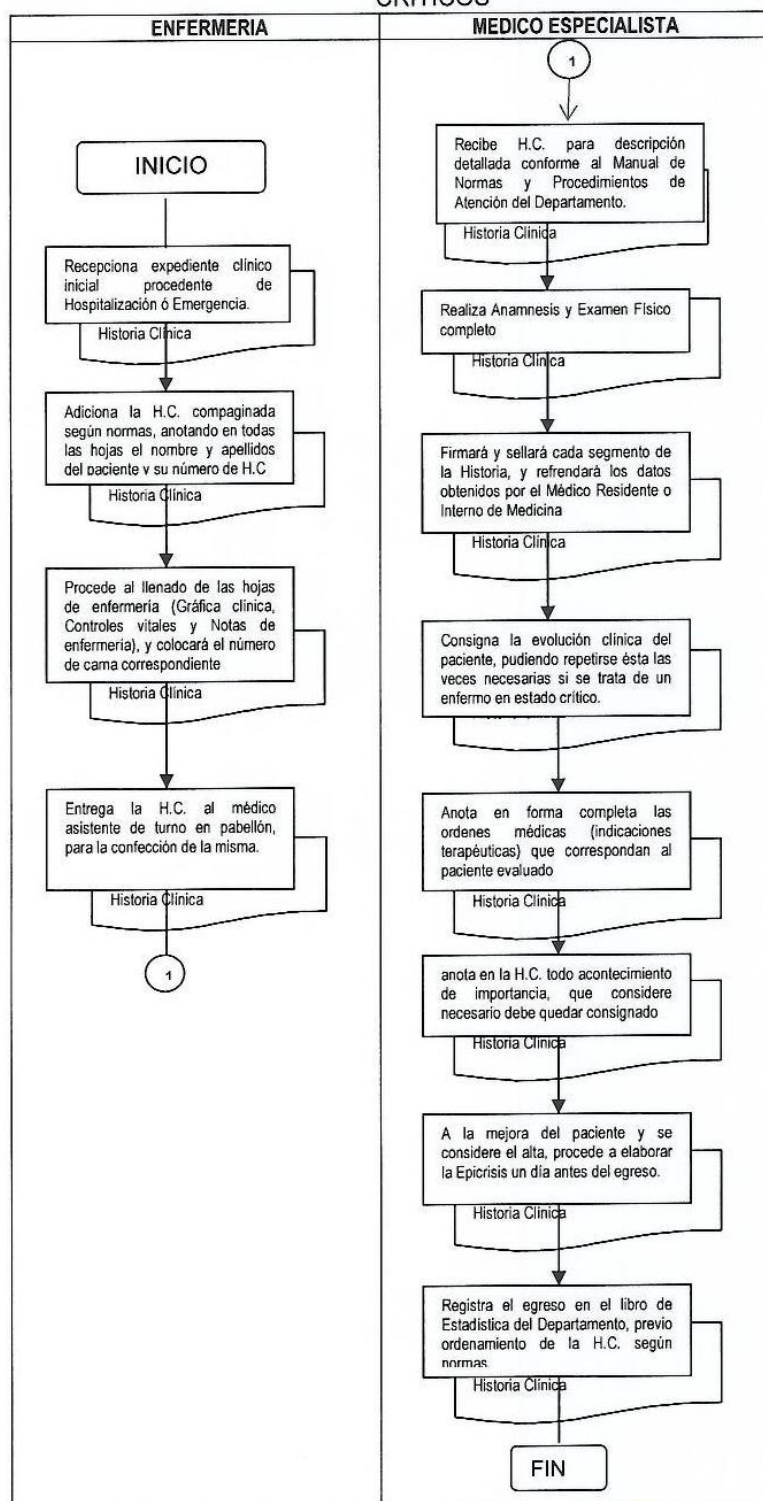 ENFERMERIA
INICIO
Recepciona expediente clínico
inicial procedente de
Hospitalización ó Emergencia.
Historia Clínica
Adiciona la H.C. compaginada
según normas, anotando en todas
las hojas el nombre y apellidos
del paciente y su número de H.C
Historia Clínica
Procede al llenado de las hojas
de enfermería (Gráfica clínica,
Controles vitales y Notas de
enfermería), y colocará el número
de cama correspondiente
Historia Clínica
Entrega la H.C. al médico
asistente de turno en pabellón,
para la confección de la misma.
Historia Clínica
1
MEDICO ESPECIALISTA
1
Recibe H.C. para descripción
detallada conforme al Manual de
Normas y Procedimientos de
Atención del Departamento.
Historia Clínica
Realiza Anamnesis y Examen Físico
completo
Historia Clínica
Firmará y sellará cada segmento de
la Historia, y refrendará los datos
obtenidos por el Médico Residente o
Interno de Medicina
Historia Clínica
Consigna la evolución clínica del
paciente, pudiendo repetirse ésta las
veces necesarias si se trata de un
enfermo en estado crítico.
Anota en forma completa las
ordenes médicas (indicaciones
terapéuticas) que correspondan al
paciente evaluado
Historia Clínica
anota en la H.C. todo acontecimiento
de importancia, que considere
necesario debe quedar consignado
Historia Clínica
A la mejora del paciente y se
considere el alta, procede a elaborar
la Epicrisis un día antes del egreso.
Historia Clínica
Registra el egreso en el libro de
Estadística del Departamento, previo
ordenamiento de la H.C. según
normas
Historia Clínica
FIN